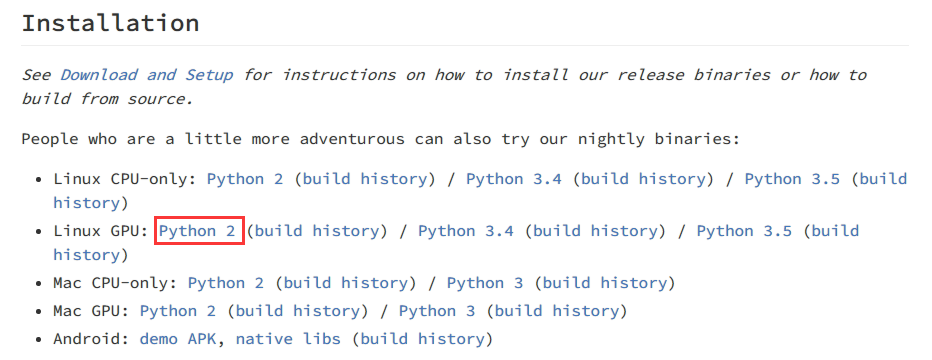 Installation
See Download and Setup for instructions on how to install our release binaries or how to
build from source.
People who are a little more adventurous can also try our nightly binaries:
• Linux CPU-only: Python 2 (build history) / Python 3.4 (build history) / Python 3.5 (build
history)
• Linux GPU: Python 2 (build history) / Python 3.4 (build history) / Python 3.5 (build
history)
• Mac CPU-only: Python 2 (build history) / Python 3 (build history)
• Mac GPU: Python 2 (build history) / Python 3 (build history)
• Android: demo APK, native libs (build history)